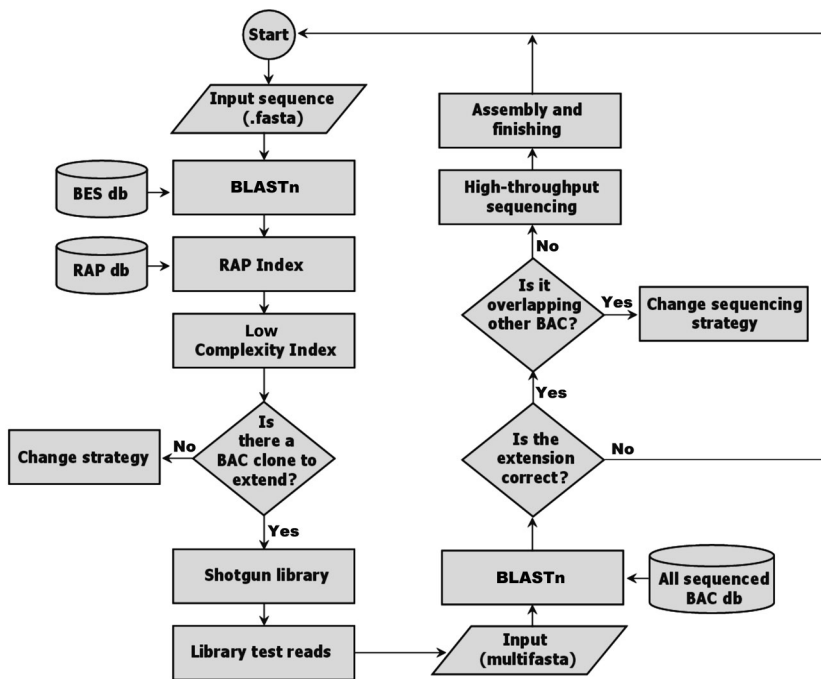 Start
Input sequence
(.fasta)
BES db
BLASTn
RAP db
RAP Index
Low
Complexity Index
Is
there a
BAC clone to
extend?
No
Change strategy
Yes
Shotgun library
Library test reads
Input
(multifasta)
BLASTn
All sequenced
BAC db
Is the
extension
correct?
No
Yes
Is it
overlapping
other BAC?
Yes
Change sequencing
strategy
No
High-throughput
sequencing
Assembly and
finishing